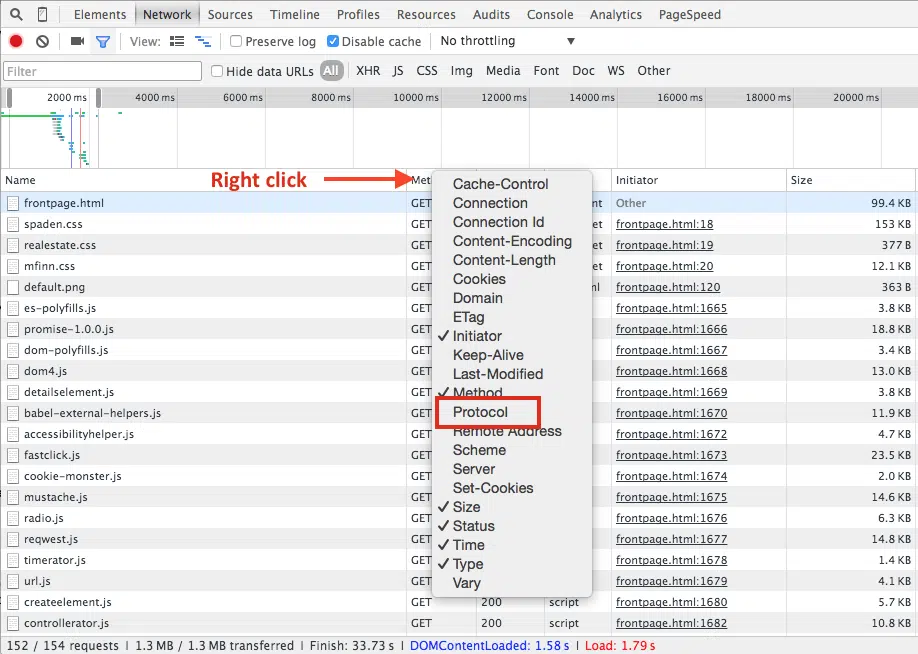 Elements Network Sources Timeline Profiles Resources Audits Console Analytics PageSpeed
View: Preserve log Disable cache No throttling ▼
Filter Hide data URLs All XHR JS CSS Img Media Font Doc WS Other
2000 ms 4000 ms 6000 ms 8000 ms 10000 ms 12000 ms 14000 ms 16000 ms 18000 ms 20000 ms
Name Right click Met Initiator Size
frontpage.html GET nt Other 99.4 KB
spaden.css GET et frontpage.html:18 153 KB
realestate.css GET et frontpage.html:19 377 B
mfinn.css GET et frontpage.html:20 12.1 KB
default.png GET ml frontpage.html:120 363 B
es-polyfills.js GET frontpage.html:1665 3.8 KB
promise-1.0.0.js GET frontpage.html:1666 18.8 KB
dom-polyfills.js GET frontpage.html:1667 3.4 KB
dom4.js GET frontpage.html:1668 13.0 KB
detailselement.js GET frontpage.html:1669 3.8 KB
babel-external-helpers.js GET frontpage.html:1670 11.9 KB
accessibilityhelper.js GET frontpage.html:1672 4.7 KB
fastclick.js GET frontpage.html:1673 23.5 KB
cookie-monster.js GET frontpage.html:1674 2.0 KB
mustache.js GET frontpage.html:1675 14.6 KB
radio.js GET frontpage.html:1676 6.3 KB
reqwest.js GET frontpage.html:1677 14.8 KB
timerator.js GET frontpage.html:1678 1.4 KB
url.js GET frontpage.html:1679 4.1 KB
createelement.js GET 200 script frontpage.html:1680 5.7 KB
controllerator.js GET 200 script frontpage.html:1682 10.8 KB
Cache-Control
Connection
Connection Id
Content-Encoding
Content-Length
Cookies
Domain
ETag
✓ Initiator
Keep-Alive
Last-Modified
✓ Method
Protocol
Remote Address
Scheme
Server
Set-Cookies
✓ Size
✓ Status
✓ Time
✓ Type
Vary
152 / 154 requests | 1.3 MB / 1.3 MB transferred | Finish: 33.73 s | DOMContentLoaded: 1.58 s | Load: 1.79 s